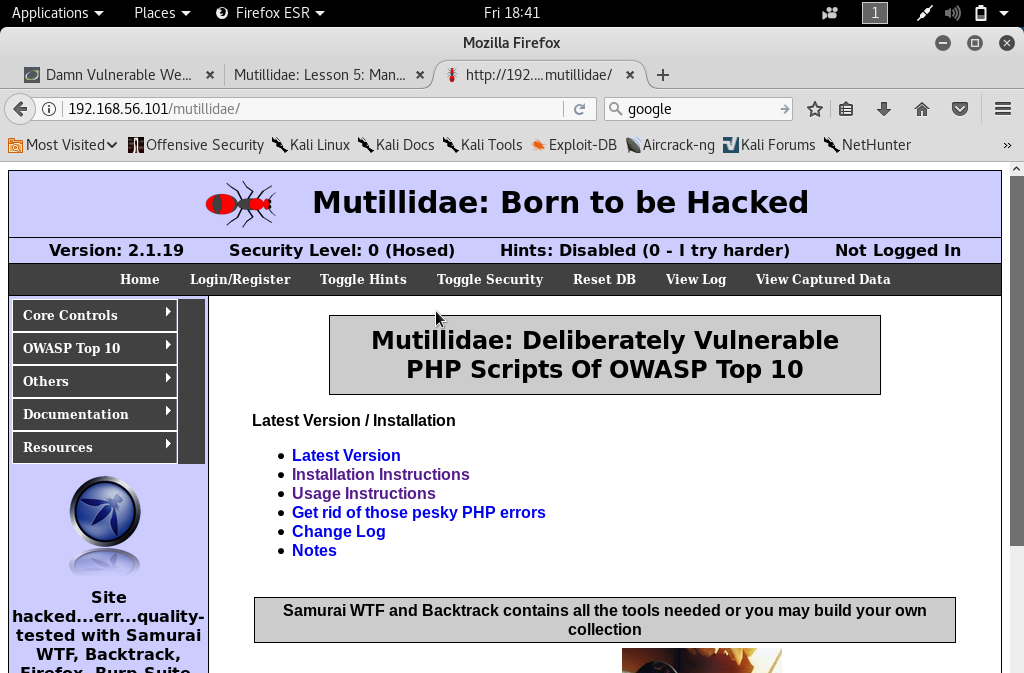 Applications Places Firefox ESR Fri 18:41 1
Mozilla Firefox
Damn Vulnerable We... Mutillidae: Lesson 5: Man... http://192....mutillidae/
192.168.56.101/mutillidae/ google
Most Visited Offensive Security Kali Linux Kali Docs Kali Tools Exploit-DB Aircrack-ng Kali Forums NetHunter »
Mutillidae: Born to be Hacked
Version: 2.1.19 Security Level: 0 (Hosed) Hints: Disabled (0 - I try harder) Not Logged In
Home Login/Register Toggle Hints Toggle Security Reset DB View Log View Captured Data
Core Controls
OWASP Top 10
Others
Documentation
Resources
Site
hacked...err...quality-
tested with Samurai
WTF, Backtrack,
Firefox, Burp-Suite
Mutillidae: Deliberately Vulnerable
PHP Scripts Of OWASP Top 10
Latest Version / Installation
Latest Version
Installation Instructions
Usage Instructions
Get rid of those pesky PHP errors
Change Log
Notes
Samurai WTF and Backtrack contains all the tools needed or you may build your own
collection